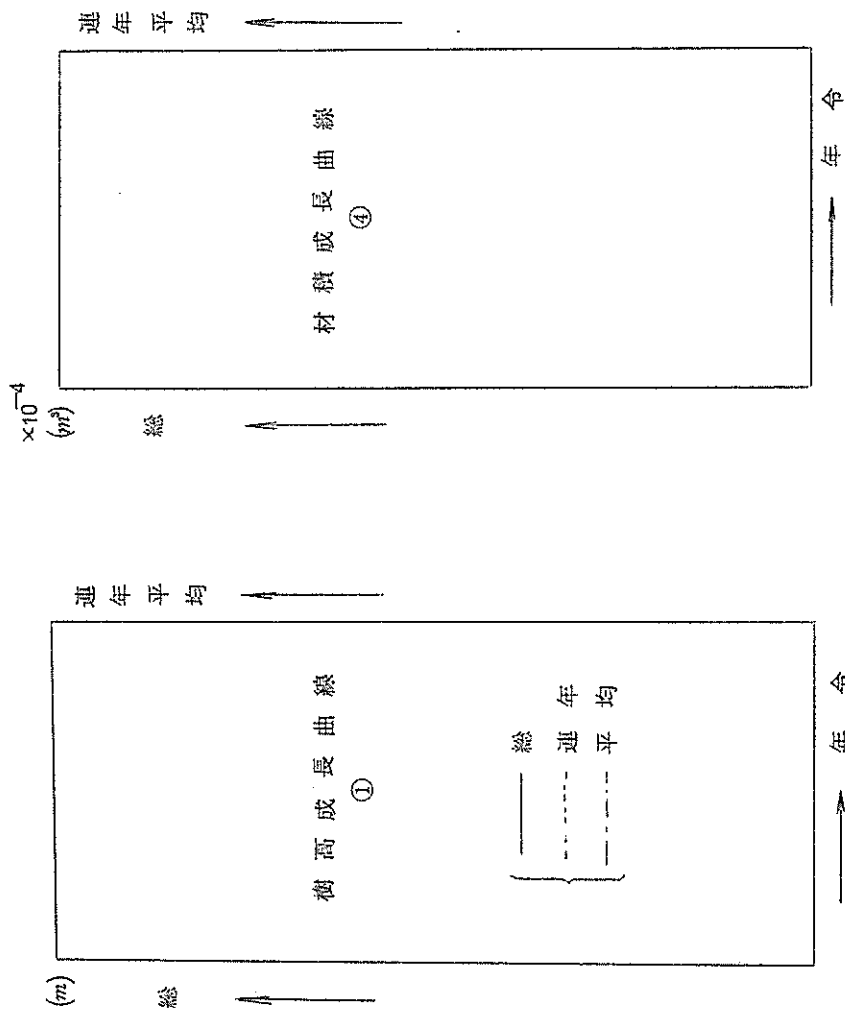 ×10⁻⁴
(m³)
総
連年平均
材積成長曲線
④
年令
(m)
総
連年平均
樹高成長曲線
①
総
連年
平均
年令